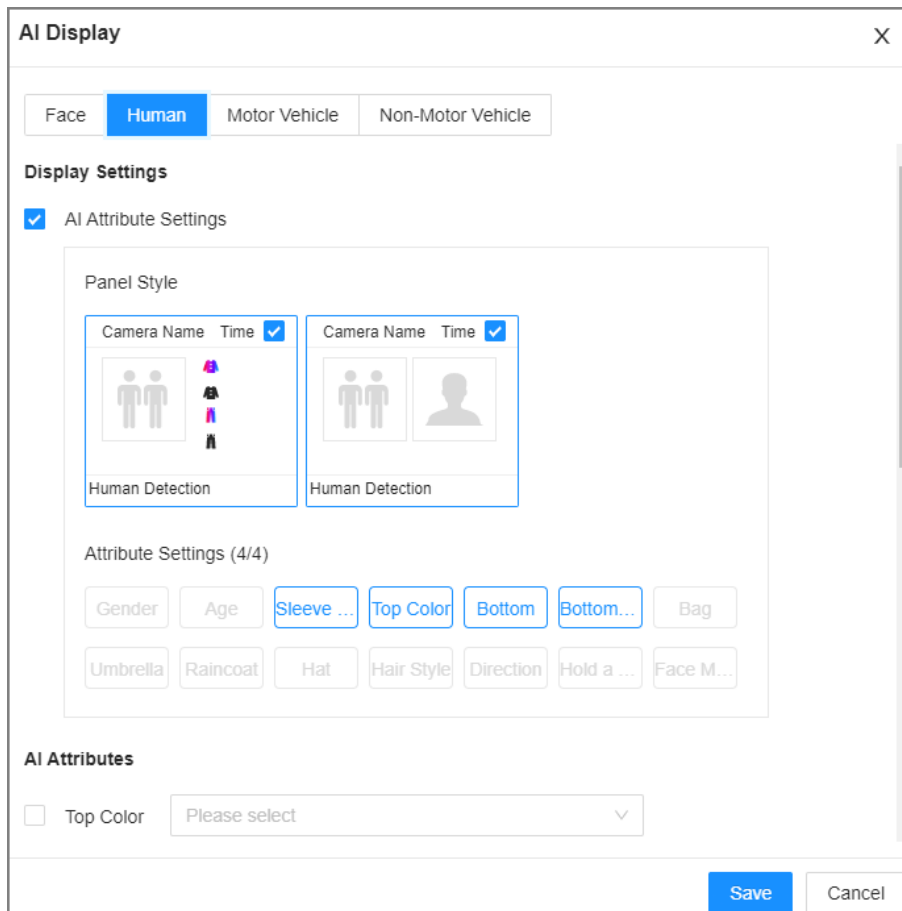 AI Display X
Face Human Motor Vehicle Non-Motor Vehicle
Display Settings
AI Attribute Settings
Panel Style
Camera Name Time Camera Name Time
Human Detection Human Detection
Attribute Settings (4/4)
Gender Age Sleeve ... Top Color Bottom Bottom... Bag
Umbrella Raincoat Hat Hair Style Direction Hold a ... Face M...
AI Attributes
Top Color Please select
Save Cancel